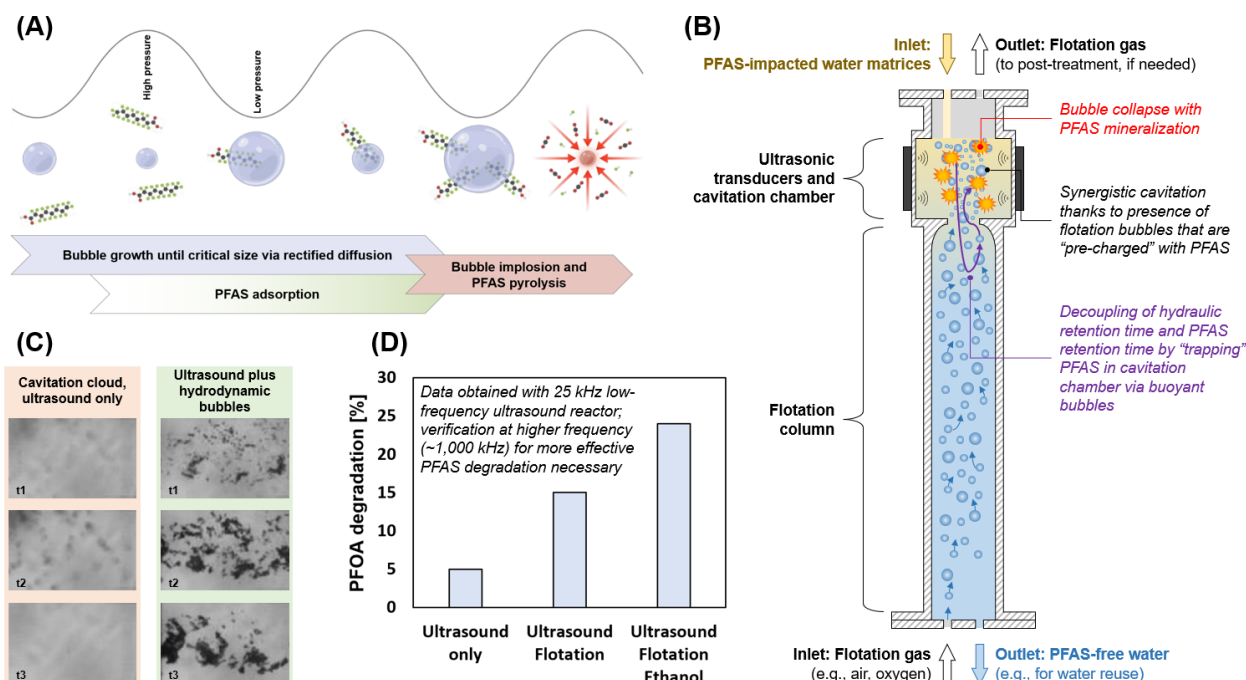 (A)
High pressure
Low pressure
Bubble growth until critical size via rectified diffusion
PFAS adsorption
Bubble implosion and
PFAS pyrolysis
(B)
Inlet:
PFAS-impacted water matrices
Outlet: Flotation gas
(to post-treatment, if needed)
Bubble collapse with
PFAS mineralization
Ultrasonic
transducers and
cavitation chamber
Synergistic cavitation
thanks to presence of
flotation bubbles that are
“pre-charged” with PFAS
Decoupling of hydraulic
retention time and PFAS
retention time by “trapping”
PFAS in cavitation
chamber via buoyant
bubbles
Flotation
column
Inlet: Flotation gas
(e.g., air, oxygen)
Outlet: PFAS-free water
(e.g., for water reuse)
(C)
Cavitation cloud,
ultrasound only
t1
t2
t3
Ultrasound plus
hydrodynamic
bubbles
t1
t2
t3
(D)
PFOA degradation [%]
30
25
20
15
10
5
0
Data obtained with 25 kHz low-
frequency ultrasound reactor;
verification at higher frequency
(~1,000 kHz) for more effective
PFAS degradation necessary
Ultrasound
only
Ultrasound
Flotation
Ultrasound
Flotation
Ethanol